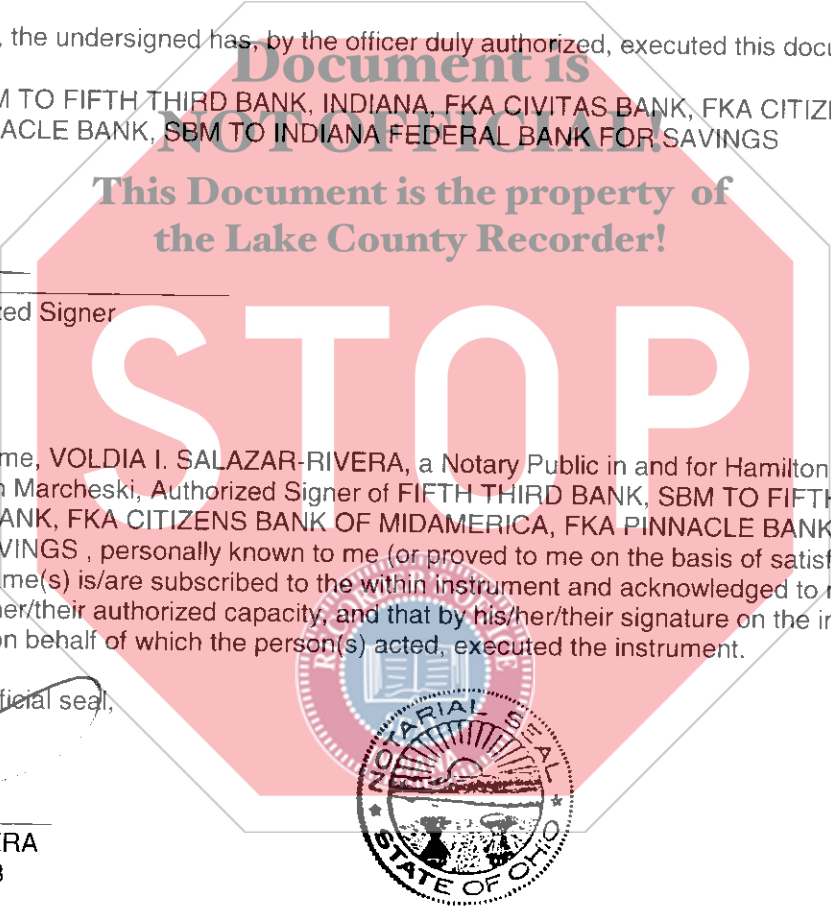 , the undersigned has, by the officer duly authorized, executed this docu
Document is
M TO FIFTH THIRD BANK, INDIANA, FKA CIVITAS BANK, FKA CITIZ
NOT OFFICIAL!
ACLE BANK, SBM TO INDIANA FEDERAL BANK FOR SAVINGS
This Document is the property of
the Lake County Recorder!
zed Signer
STOP
me, VOLDIA I. SALAZAR-RIVERA, a Notary Public in and for Hamilton
n Marcheski, Authorized Signer of FIFTH THIRD BANK, SBM TO FIFTH
ANK, FKA CITIZENS BANK OF MIDAMERICA, FKA PINNACLE BANK
VINGS , personally known to me (or proved to me on the basis of satisf
me(s) is/are subscribed to the within instrument and acknowledged to
er/their authorized capacity, and that by his/her/their signature on the in
on behalf of which the person(s) acted, executed the instrument.
ficial seal,
NOTARIAL SEAL
STATE OF OHIO
ERA